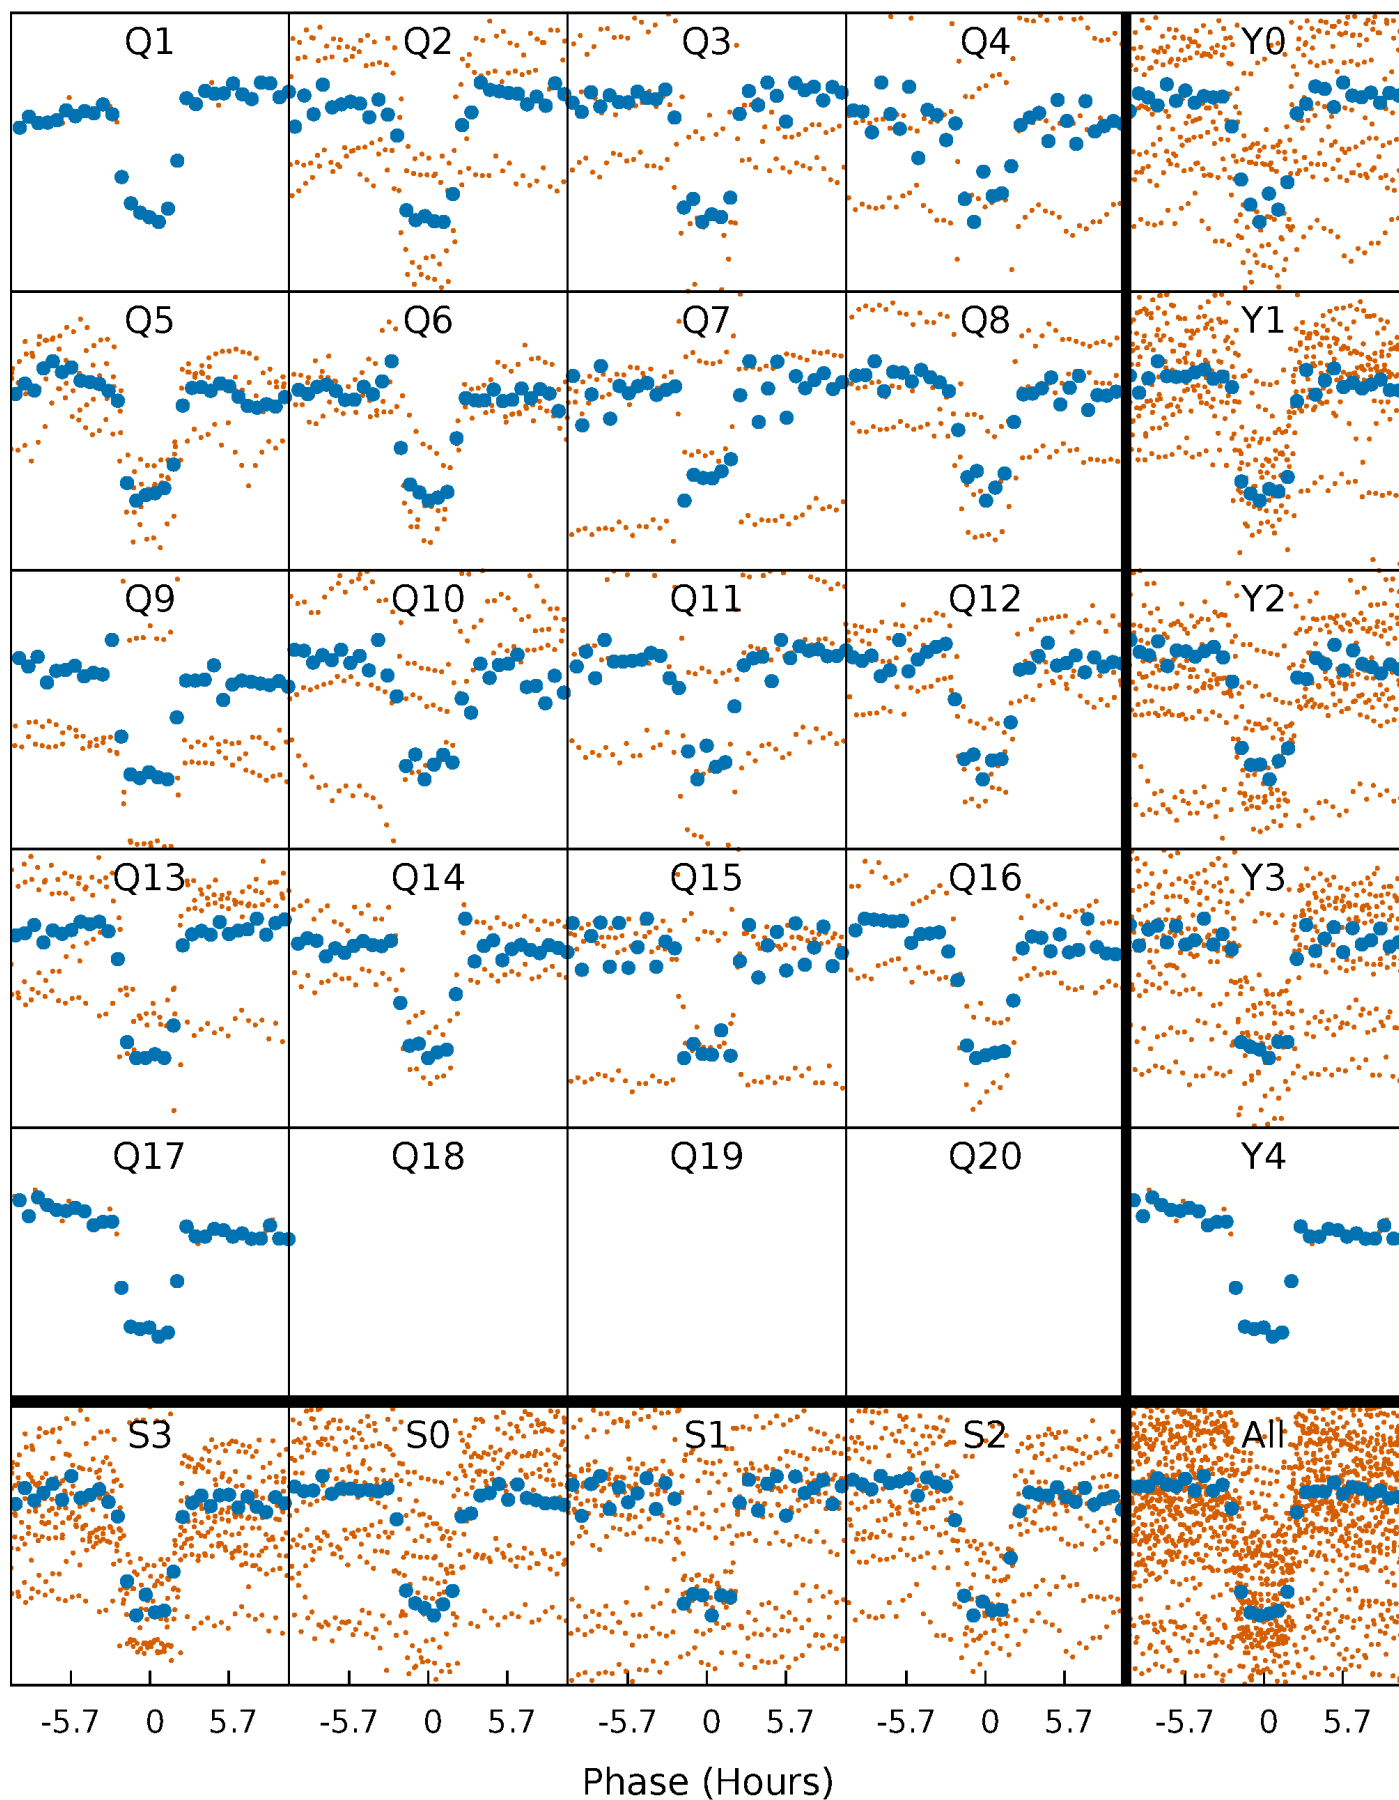 Q1 Q2 Q3 Q4 Y0
Q5 Q6 Q7 Q8 Y1
Q9 Q10 Q11 Q12 Y2
Q13 Q14 Q15 Q16 Y3
Q17 Q18 Q19 Q20 Y4
S3 S0 S1 S2 All
-5.7 0 5.7 -5.7 0 5.7 -5.7 0 5.7 -5.7 0 5.7 -5.7 0 5.7
Phase (Hours)